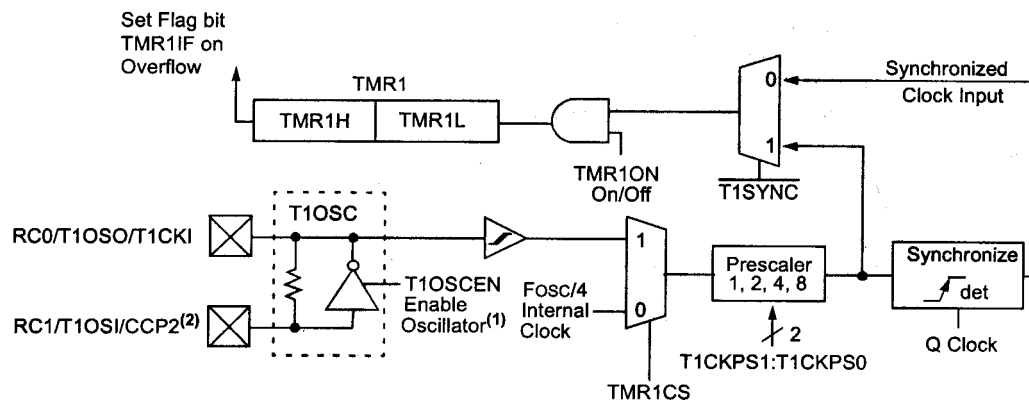 Set Flag bit
TMR1IF on
Overflow
TMR1
TMR1H
TMR1L
0
1
Synchronized
Clock Input
TMR1ON
On/Off
T1SYNC
T1OSC
RC0/T1OSO/T1CKI
RC1/T1OSI/CCP2(2)
T1OSCEN
Enable
Oscillator(1)
FOSC/4
Internal
Clock
1
0
TMR1CS
Prescaler
1, 2, 4, 8
2
T1CKPS1:T1CKPS0
Synchronize
det
Q Clock